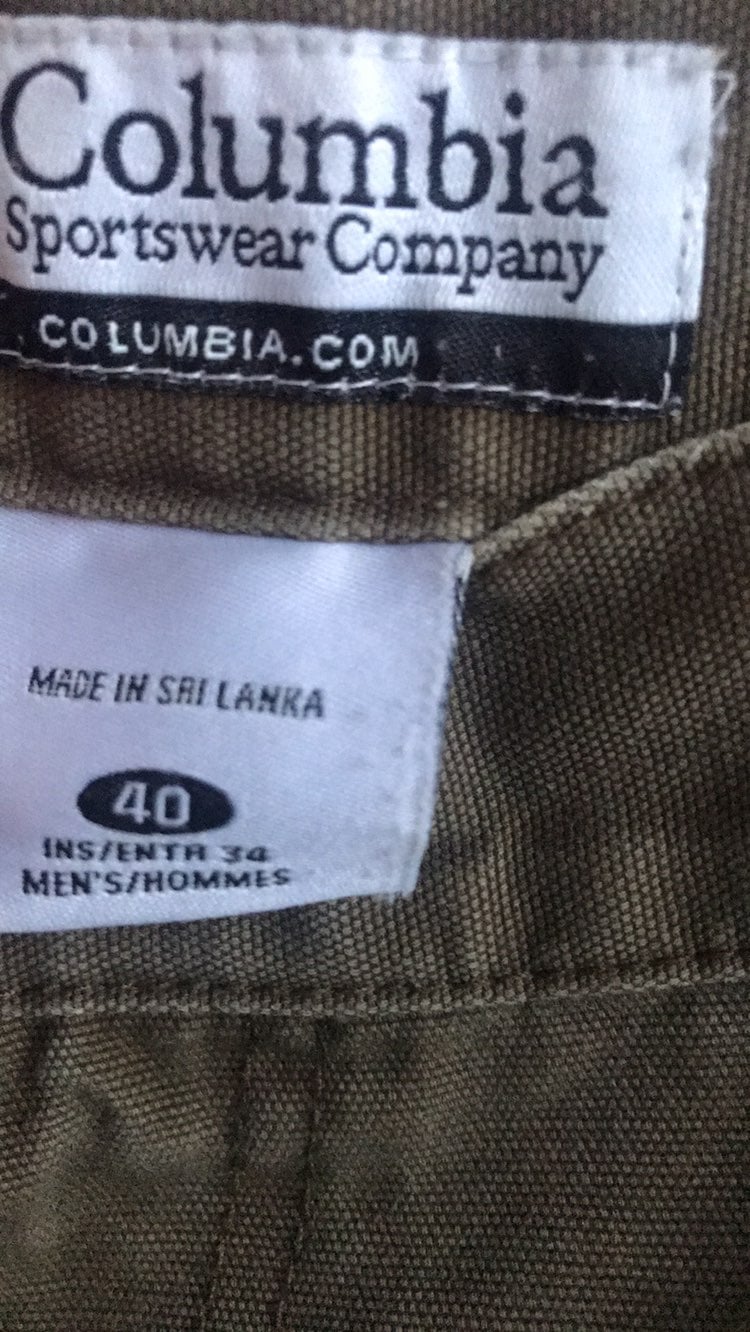 Columbia
Sportswear Company
COLUMBIA.COM
MADE IN SRI LANKA
40
INS/ENTR 34
MEN'S/HOMMES